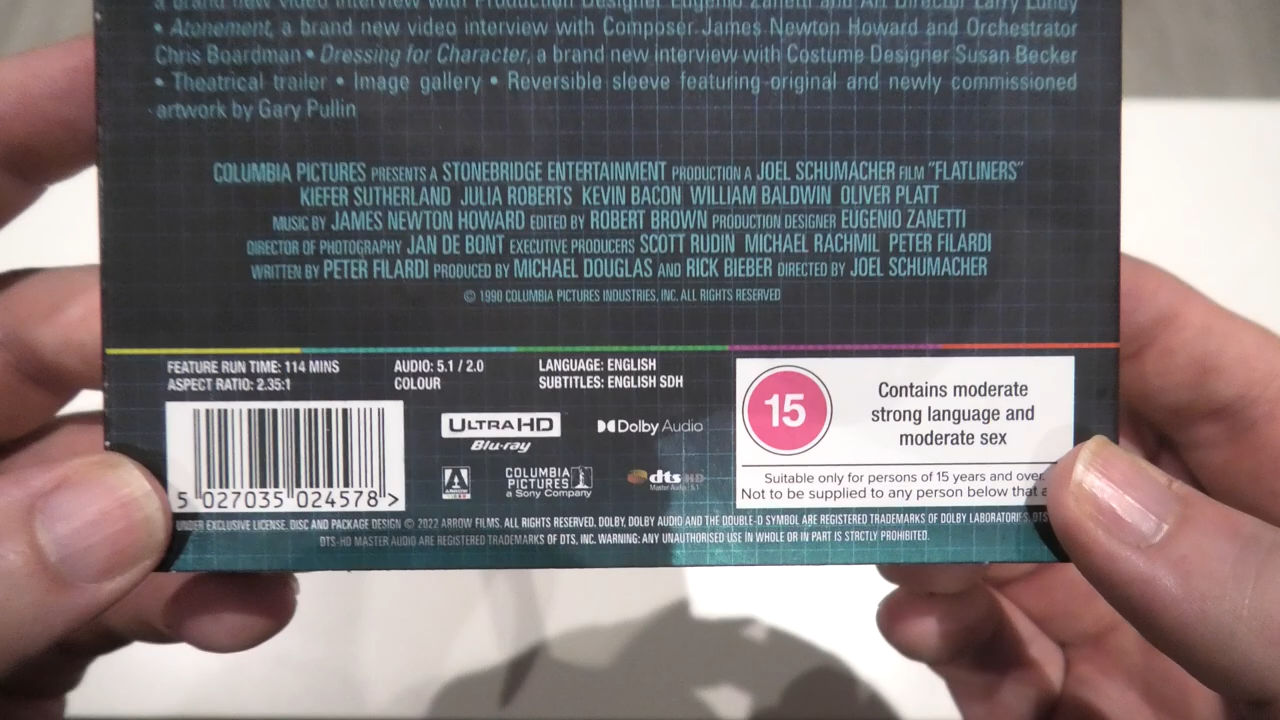 a brand new video interview with Production Designer Eugenio Zanetti and Art Director Larry Lundy
• Atonement, a brand new video interview with Composer James Newton Howard and Orchestrator
Chris Boardman • Dressing for Character, a brand new interview with Costume Designer Susan Becker
• Theatrical trailer • Image gallery • Reversible sleeve featuring original and newly commissioned
artwork by Gary Pullin
COLUMBIA PICTURES PRESENTS A STONEBRIDGE ENTERTAINMENT PRODUCTION A JOEL SCHUMACHER FILM "FLATLINERS"
KIEFER SUTHERLAND JULIA ROBERTS KEVIN BACON WILLIAM BALDWIN OLIVER PLATT
MUSIC BY JAMES NEWTON HOWARD EDITED BY ROBERT BROWN PRODUCTION DESIGNER EUGENIO ZANETTI
DIRECTOR OF PHOTOGRAPHY JAN DE BONT EXECUTIVE PRODUCERS SCOTT RUDIN MICHAEL RACHMIL PETER FILARDI
WRITTEN BY PETER FILARDI PRODUCED BY MICHAEL DOUGLAS AND RICK BIEBER DIRECTED BY JOEL SCHUMACHER
© 1990 COLUMBIA PICTURES INDUSTRIES, INC. ALL RIGHTS RESERVED
FEATURE RUN TIME: 114 MINS
ASPECT RATIO: 2.35:1
AUDIO: 5.1 / 2.0
COLOUR
LANGUAGE: ENGLISH
SUBTITLES: ENGLISH SDH
5 027035 024578 >
ULTRA HD
Blu-ray
Dolby Audio
ARROW
COLUMBIA
PICTURES
a Sony Company
dts HD
Master Audio 5.1
15
Contains moderate
strong language and
moderate sex
Suitable only for persons of 15 years and over.
Not to be supplied to any person below that a
UNDER EXCLUSIVE LICENSE. DISC AND PACKAGE DESIGN © 2022 ARROW FILMS. ALL RIGHTS RESERVED. DOLBY, DOLBY AUDIO AND THE DOUBLE-D SYMBOL ARE REGISTERED TRADEMARKS OF DOLBY LABORATORIES. DTS
DTS-HD MASTER AUDIO ARE REGISTERED TRADEMARKS OF DTS, INC. WARNING: ANY UNAUTHORISED USE IN WHOLE OR IN PART IS STRICTLY PROHIBITED.